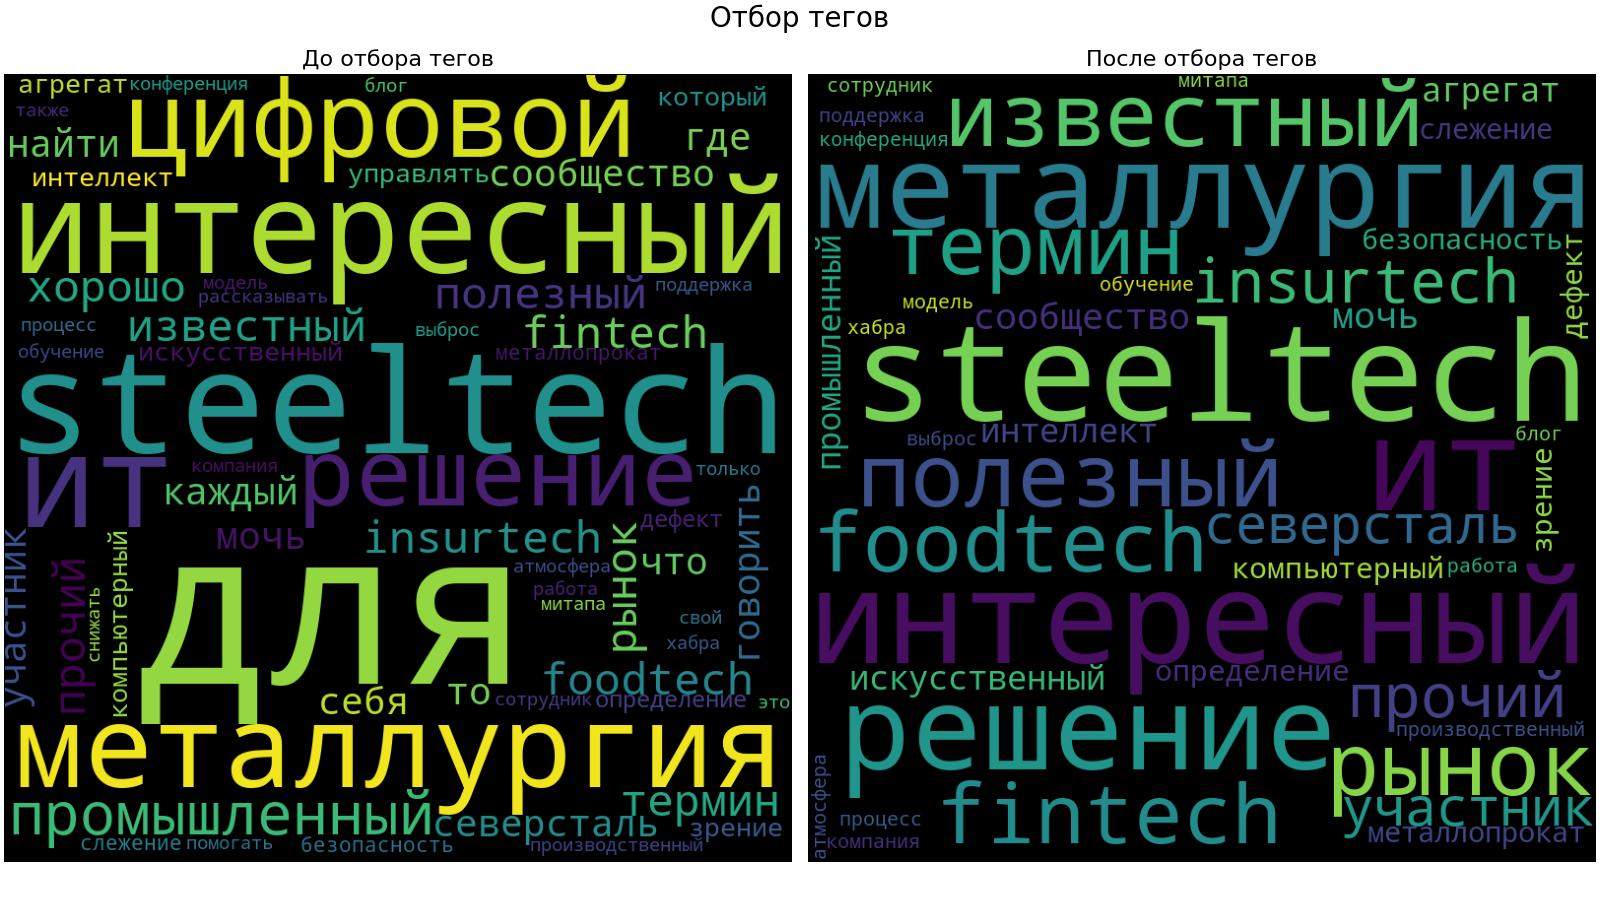 Отбор тегов
До отбора тегов
агрегат
конференция
блог
также
цифровой
который
найти
где
интеллект
управлять
сообщество
интересный
хорошо
модель
рассказывать
полезный
поддержка
процесс
известный
выброс
fintech
обучение
искусственный
металлопрокат
steeltech
ит
компания
решение
только
каждый
мочь
insurtech
дефект
участник
прочий
снижать
компьютерный
для
атмосфера
работа
митапа
рынок
что
говорить
свой
хабра
foodtech
себя
то
сотрудник
определение
это
металлургия
промышленный
северсталь
термин
зрение
слежение
помогать
безопасность
производственный
После отбора тегов
сотрудник
митапа
агрегат
поддержка
известный
слежение
конференция
металлургия
термин
безопасность
промышленный
обучение
insurtech
дефект
модель
сообщество
мочь
хабра
steeltech
выброс
интеллект
ит
блог
полезный
зрение
foodtech
северсталь
компьютерный
работа
интересный
искусственный
определение
прочий
решение
производственный
рынок
атмосфера
процесс
fintech
участник
компания
металлопрокат